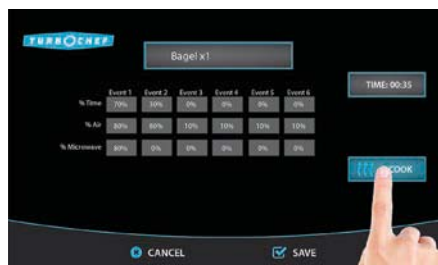 TURBOCHEF
Bagel x1
TIME: 00:35
Event 1 Event 2 Event 3 Event 4 Event 5 Event 6
% Time 70% 30% 0% 0% 0% 0%
% Air 80% 80% 10% 10% 10% 10%
% Microwave 80% 0% 0% 0% 0% 0%
COOK
CANCEL
SAVE